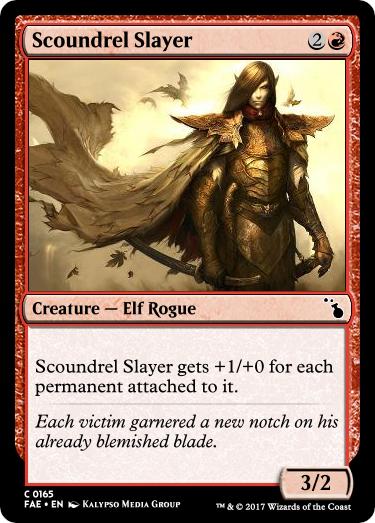 Scoundrel Slayer 2
Creature — Elf Rogue
Scoundrel Slayer gets +1/+0 for each
permanent attached to it.
Each victim garnered a new notch on his
already blemished blade.
3/2
C 0165
FAE • EN Kalypso Media Group
™ & © 2017 Wizards of the Coast